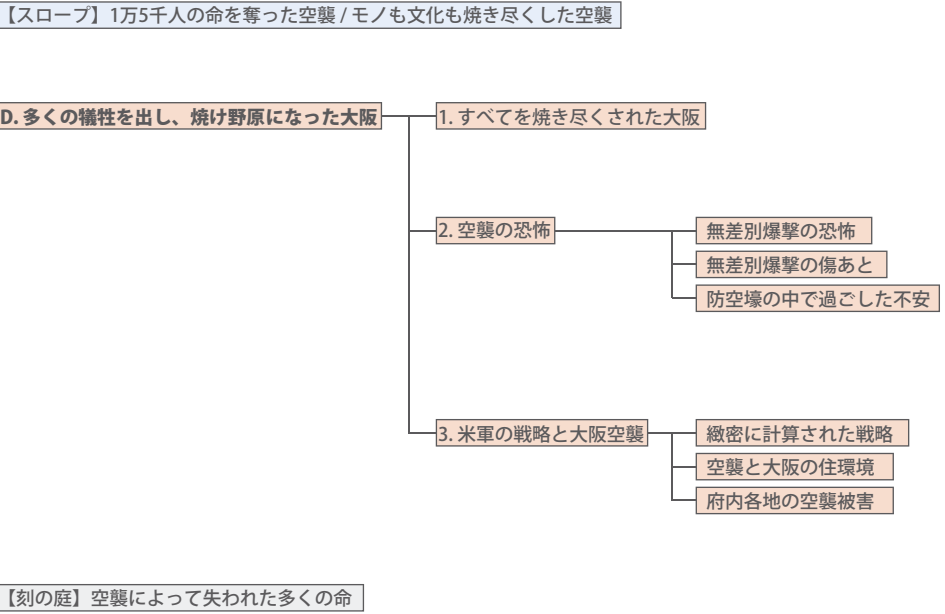 【スロープ】1万5千人の命を奪った空襲 / モノも文化も焼き尽くした空襲
D. 多くの犠牲を出し、焼け野原になった大阪
1. すべてを焼き尽くされた大阪
2. 空襲の恐怖
無差別爆撃の恐怖
無差別爆撃の傷あと
防空壕の中で過ごした不安
3. 米軍の戦略と大阪空襲
緻密に計算された戦略
空襲と大阪の住環境
府内各地の空襲被害
【刻の庭】空襲によって失われた多くの命